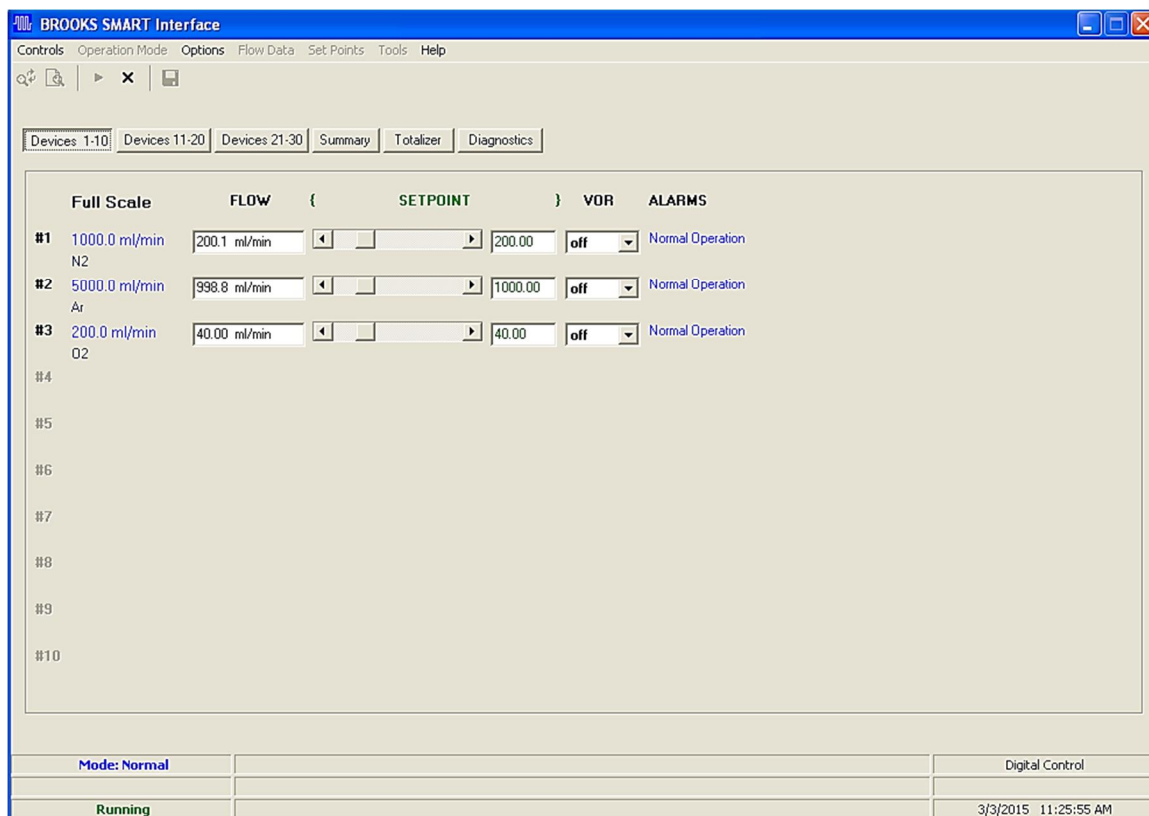 BROOKS SMART Interface
Controls Operation Mode Options Flow Data Set Points Tools Help
Devices 1-10 Devices 11-20 Devices 21-30 Summary Totalizer Diagnostics
Full Scale FLOW { SETPOINT } VOR ALARMS
#1 1000.0 ml/min 200.1 ml/min 200.00 off Normal Operation
N2
#2 5000.0 ml/min 998.8 ml/min 1000.00 off Normal Operation
Ar
#3 200.0 ml/min 40.00 ml/min 40.00 off Normal Operation
O2
#4
#5
#6
#7
#8
#9
#10
Mode: Normal Digital Control
Running 3/3/2015 11:25:55 AM